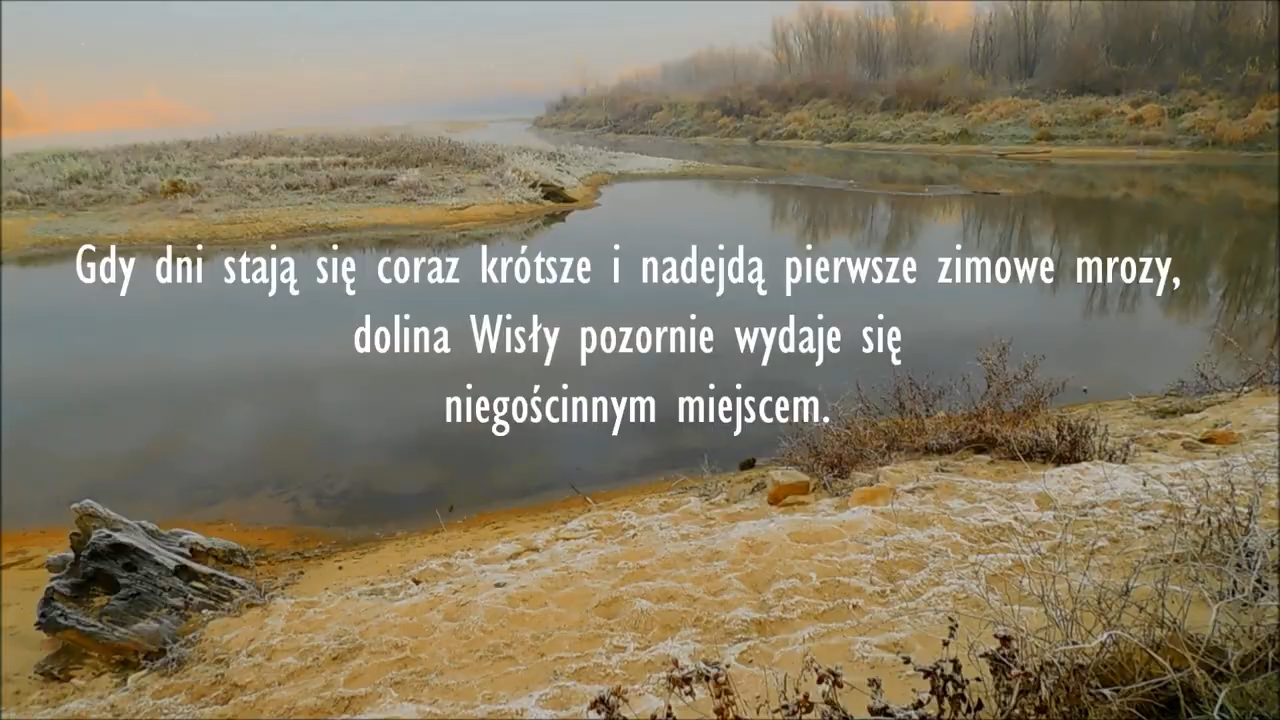 Gdy dni stają się coraz krótsze i nadejdą pierwsze zimowe mrozy,
dolina Wisły pozornie wydaje się
niegościnnym miejscem.